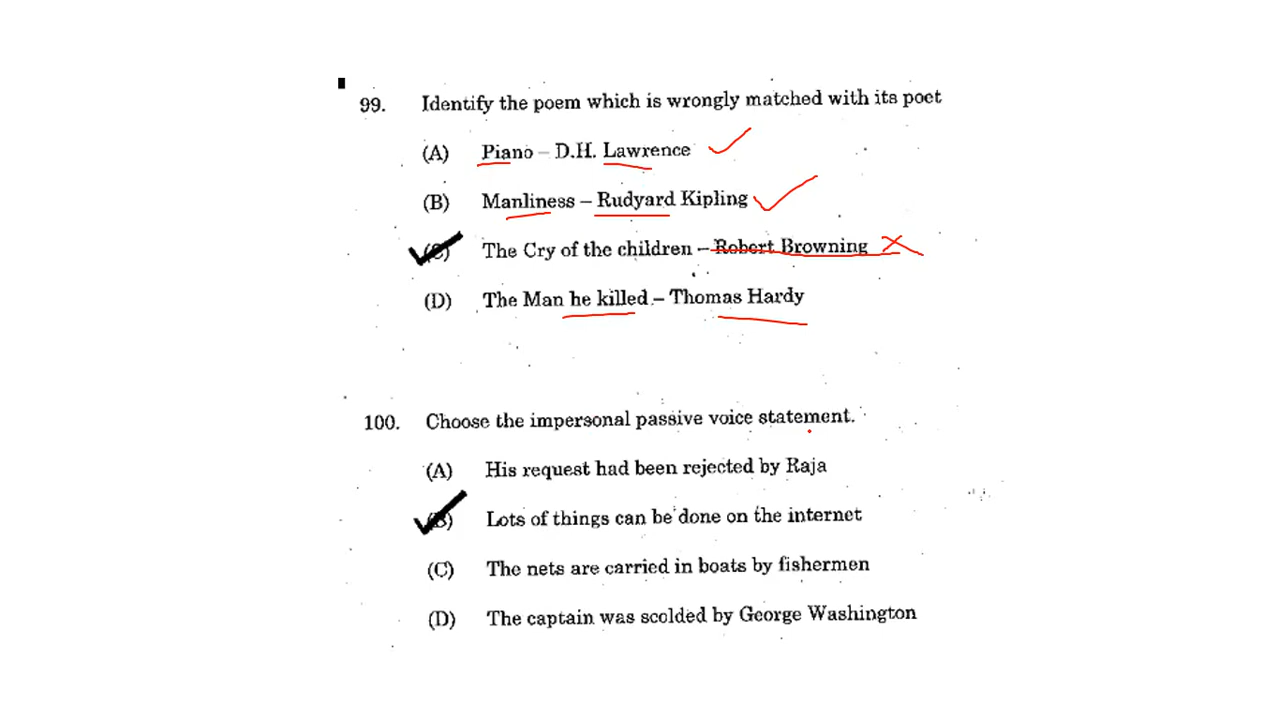 99. Identify the poem which is wrongly matched with its poet
(A) Piano – D.H. Lawrence
(B) Manliness – Rudyard Kipling
(C) The Cry of the children – Robert Browning
(D) The Man he killed – Thomas Hardy
100. Choose the impersonal passive voice statement.
(A) His request had been rejected by Raja
(B) Lots of things can be done on the internet
(C) The nets are carried in boats by fishermen
(D) The captain was scolded by George Washington